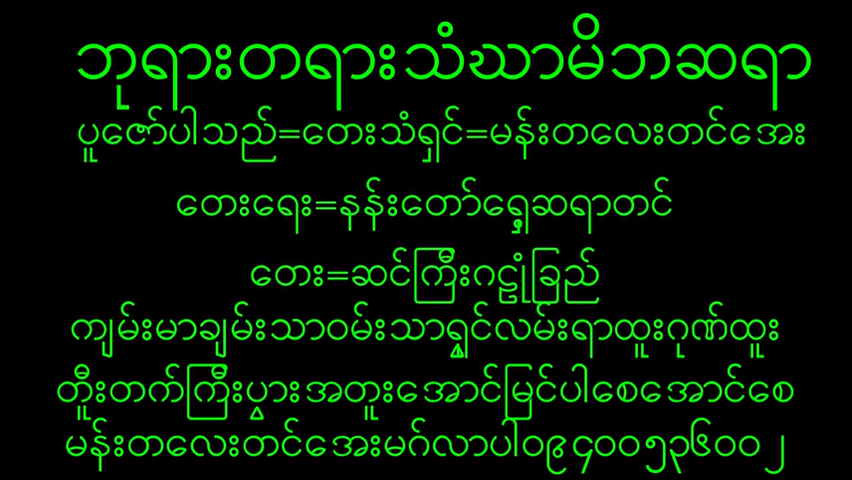 ဘုရားတရားသံဃာမိဘဆရာ
ပူဇော်ပါသည်=တေးသံရှင်=မန်းတလေးတင်အေး
တေးရေး=နန်းတော်ရှေ့ဆရာတင်
တေး=ဆင်ကြီးဂဠုံခြည်
ကျမ်းမာချမ်းသာဝမ်းသာရွှင်လမ်းရာထူးဂုဏ်ထူး
တိူးတက်ကြီးပွှားအတူးအောင်မြင်ပါစေအောင်စေ
မန်းတလေးတင်အေးမင်္ဂလာပါ၀၉၄၀၀၅၃၆၀၀၂